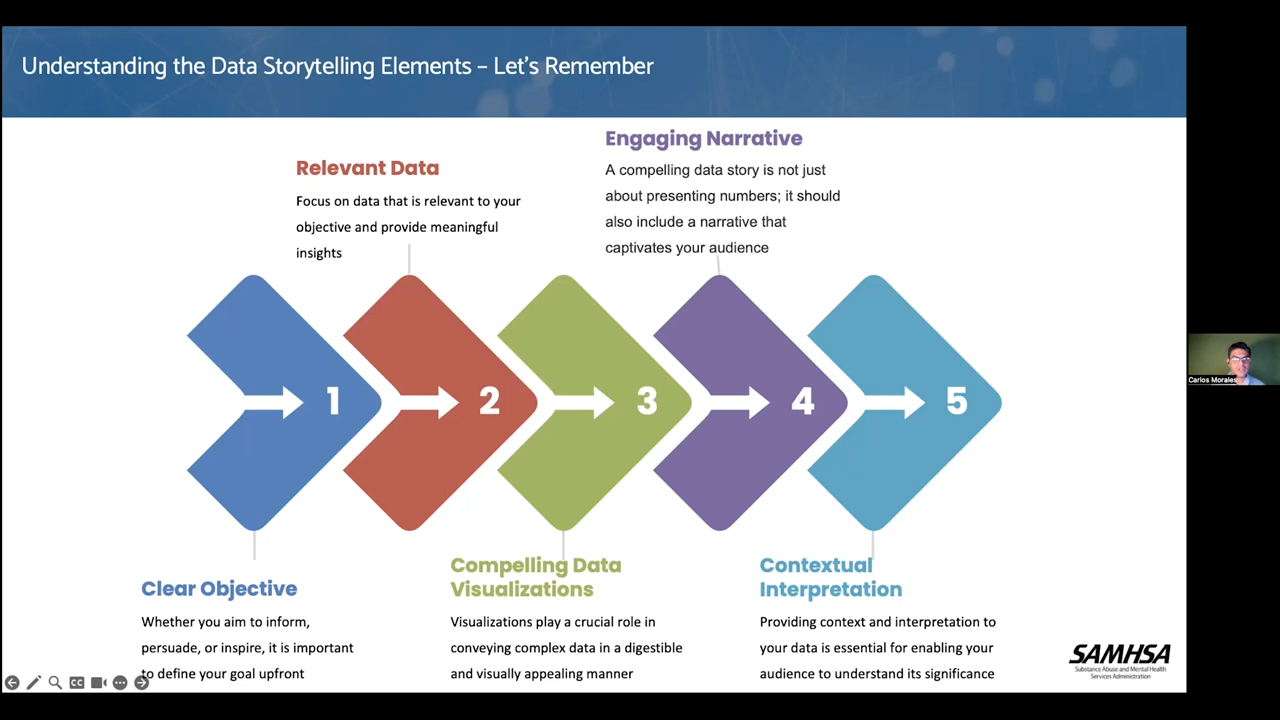 Understanding the Data Storytelling Elements – Let's Remember
Relevant Data
Focus on data that is relevant to your
objective and provide meaningful
insights
Engaging Narrative
A compelling data story is not just
about presenting numbers; it should
also include a narrative that
captivates your audience
1
2
3
4
5
Clear Objective
Whether you aim to inform,
persuade, or inspire, it is important
to define your goal upfront
Compelling Data
Visualizations
Visualizations play a crucial role in
conveying complex data in a digestible
and visually appealing manner
Contextual
Interpretation
Providing context and interpretation to
your data is essential for enabling your
audience to understand its significance
SAMHSA
Substance Abuse and Mental Health
Services Administration
CC
Carlos Morales